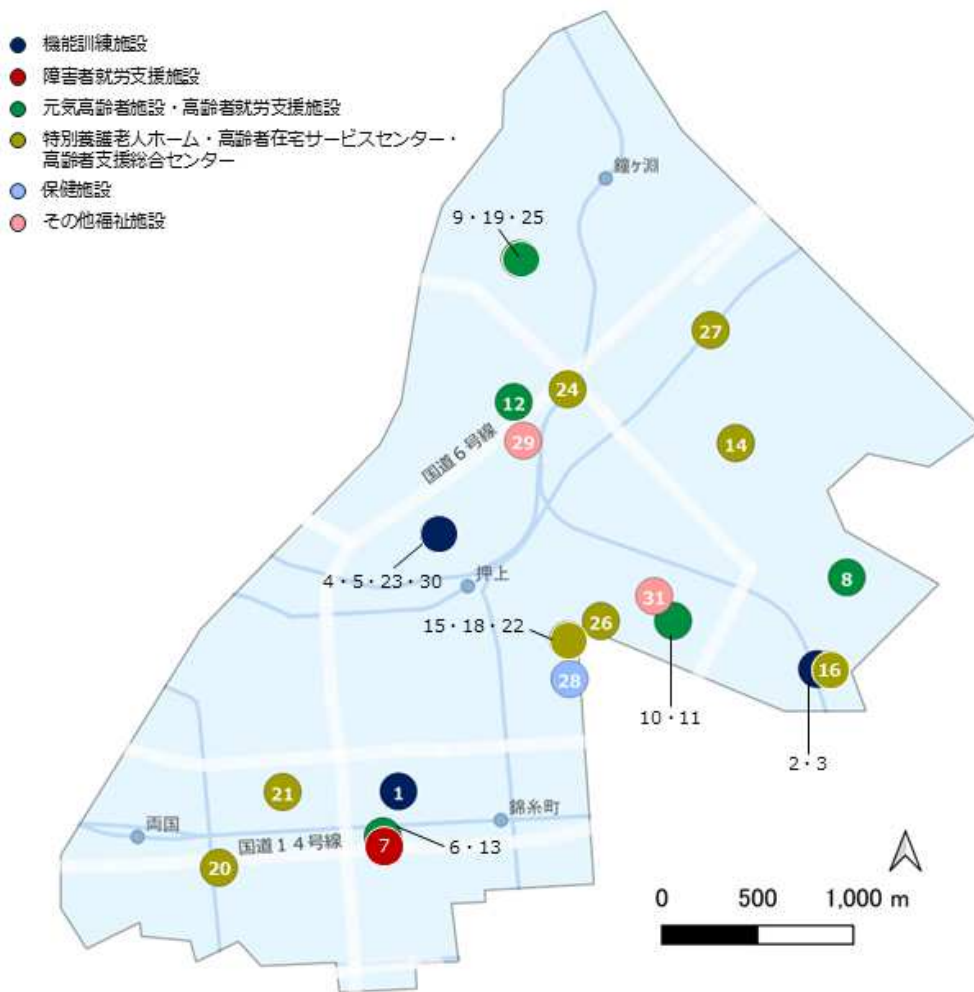 機能訓練施設
障害者就労支援施設
元気高齢者施設・高齢者就労支援施設
特別養護老人ホーム・高齢者在宅サービスセンター・
高齢者支援総合センター
保健施設
その他福祉施設
鐘ヶ淵
9・19・25
27
24
12
29
14
国道6号線
4・5・23・30
押上
8
31
15・18・22
26
16
28
10・11
2・3
21
1
錦糸町
両国
国道14号線
7
6・13
20
0 500 1,000 m